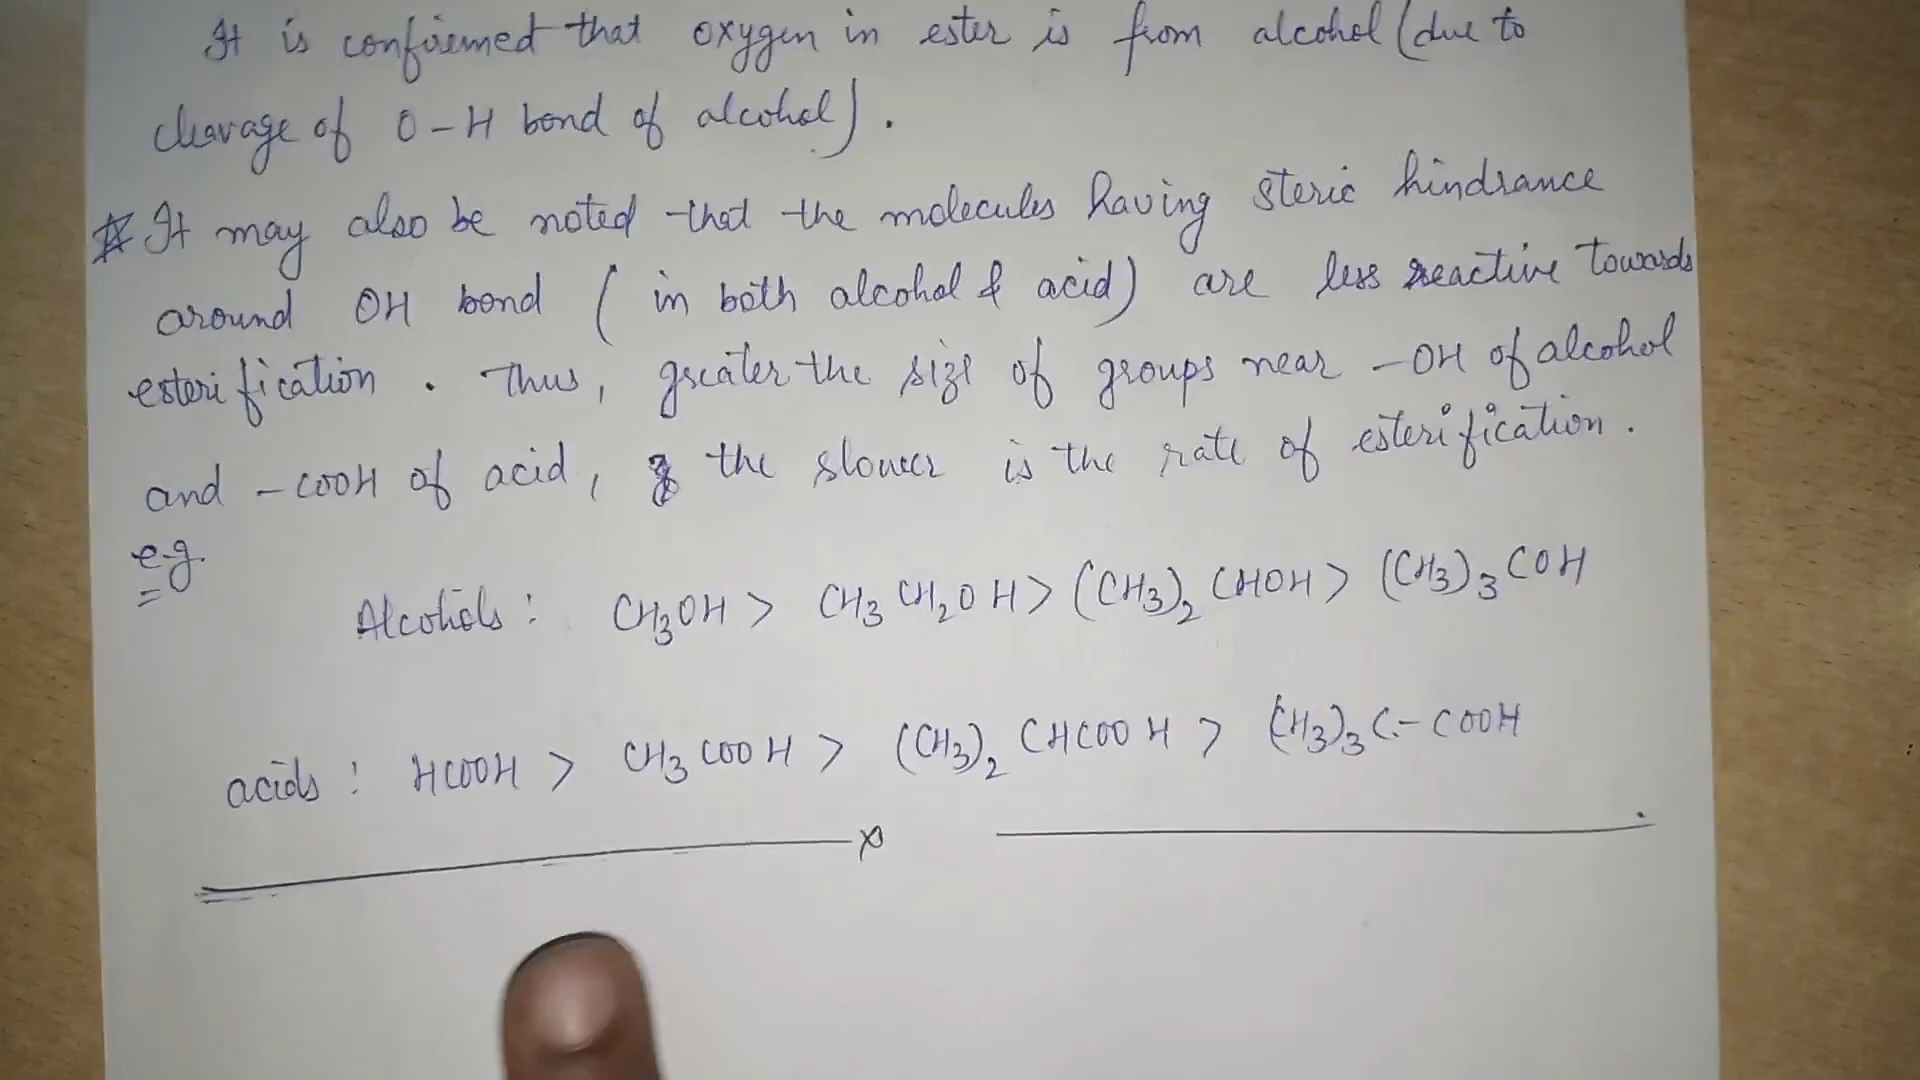 It is confirmed that oxygen in ester is from alcohol (due to
cleavage of O-H bond of alcohol).
☆ It may also be noted that the molecules having steric hindrance
around OH bond (in both alcohol & acid) are less reactive towards
esterification. Thus, greater the size of groups near -OH of alcohol
and -COOH of acid, the slower is the rate of esterification.
e.g.
Alcohols: CH₃OH > CH₃CH₂OH > (CH₃)₂CHOH > (CH₃)₃COH
acids: HCOOH > CH₃COOH > (CH₃)₂CHCOOH > (CH₃)₃C-COOH